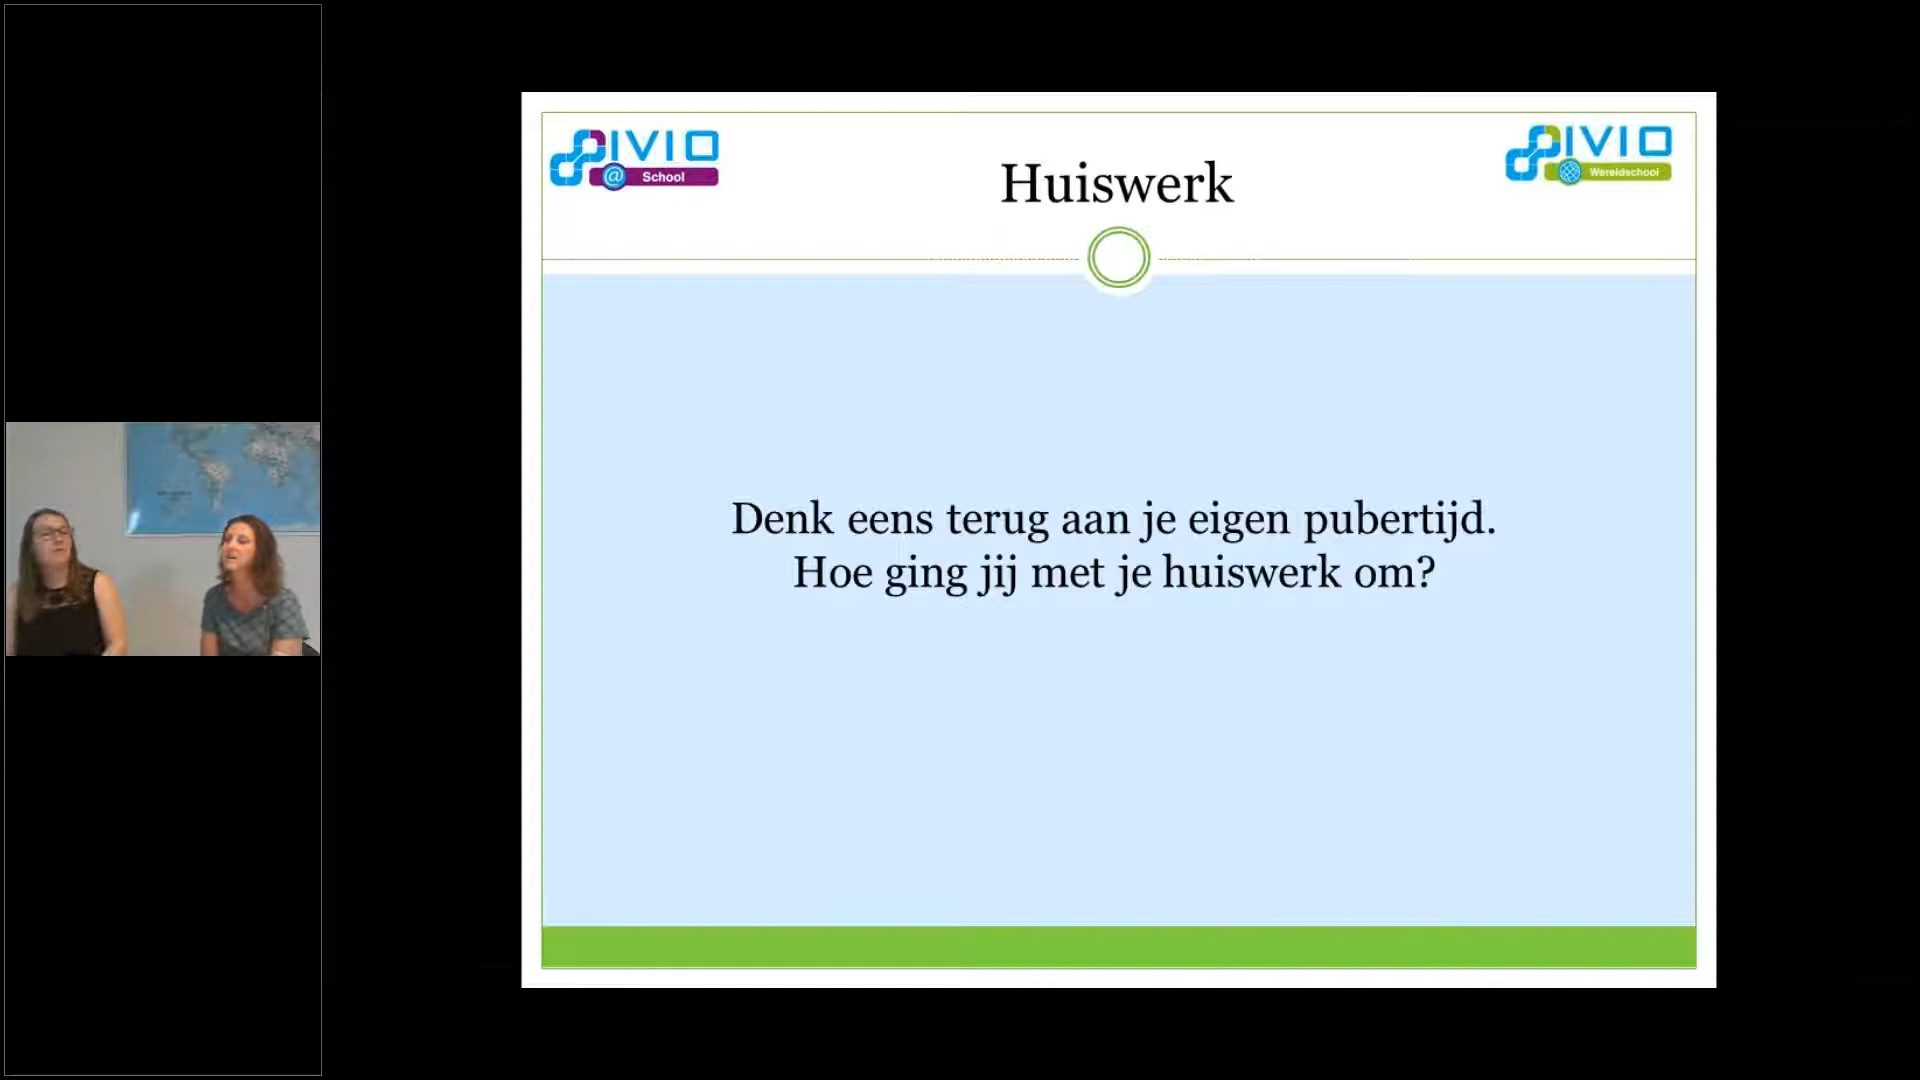 IVIO
@ School
Huiswerk
IVIO
Wereldschool
Denk eens terug aan je eigen pubertijd.
Hoe ging jij met je huiswerk om?